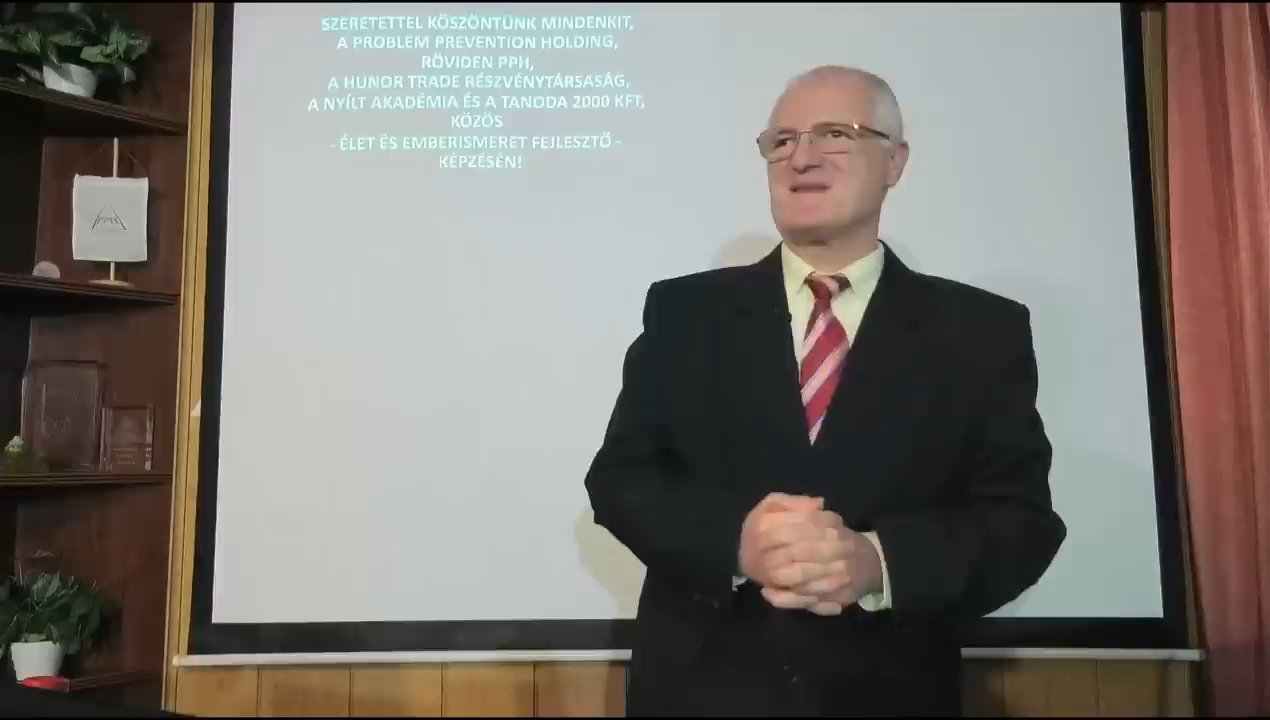 SZERETETTEL KÖSZÖNTÜNK MINDENKIT,
A PROBLEM PREVENTION HOLDING,
RÖVIDEN PPH,
A HUNOR TRADE RÉSZVÉNYTÁRSASÁG,
A NYÍLT AKADÉMIA ÉS A TANODA 2000 KFT,
KÖZÖS
- ÉLET ÉS EMBERISMERET FEJLESZTŐ -
KÉPZÉSÉN!